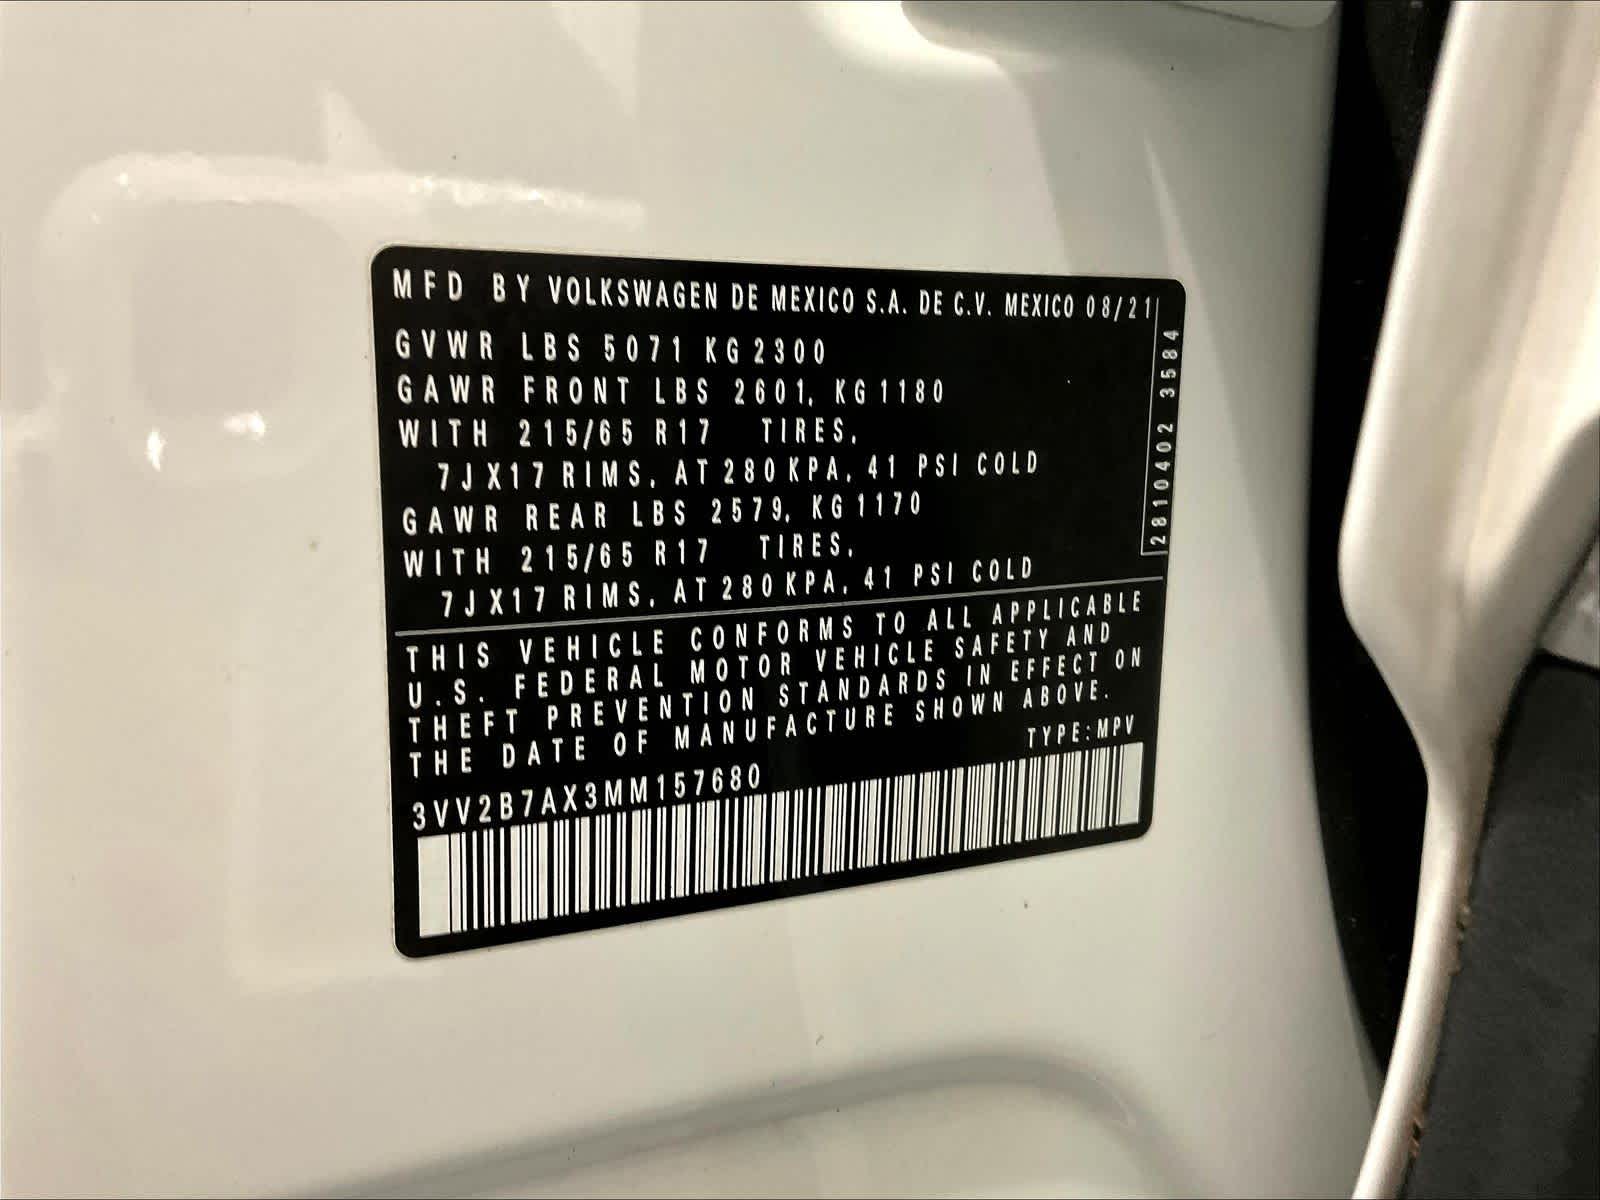 MFD BY VOLKSWAGEN DE MEXICO S.A. DE C.V. MEXICO 08/21
GVWR LBS 5071 KG 2300
GAWR FRONT LBS 2601, KG 1180
WITH 215/65 R17 TIRES,
7JX17 RIMS, AT 280 KPA, 41 PSI COLD
GAWR REAR LBS 2579, KG 1170
WITH 215/65 R17 TIRES,
7JX17 RIMS, AT 280 KPA, 41 PSI COLD
2810402 3584
THIS VEHICLE CONFORMS TO ALL APPLICABLE
U.S. FEDERAL MOTOR VEHICLE SAFETY AND
THEFT PREVENTION STANDARDS IN EFFECT ON
THE DATE OF MANUFACTURE SHOWN ABOVE.
TYPE:MPV
3VV2B7AX3MM157680